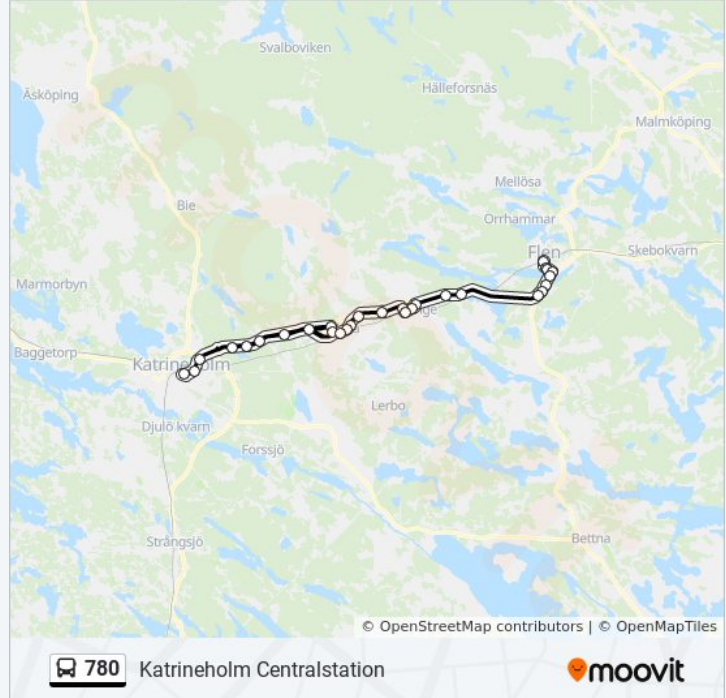 Svalboviken
Äsköping
Hälleforsnäs
Malmköping
Mellösa
Bie
Orrhammar
Flen
Skebokvarn
Marmorbyn
Baggetorp
Katrineholm
Lerbo
Djulö kvarn
Forssjö
Strångsjö
Bettna
© OpenStreetMap contributors | © OpenMapTiles
780 Katrineholm Centralstation
moovit